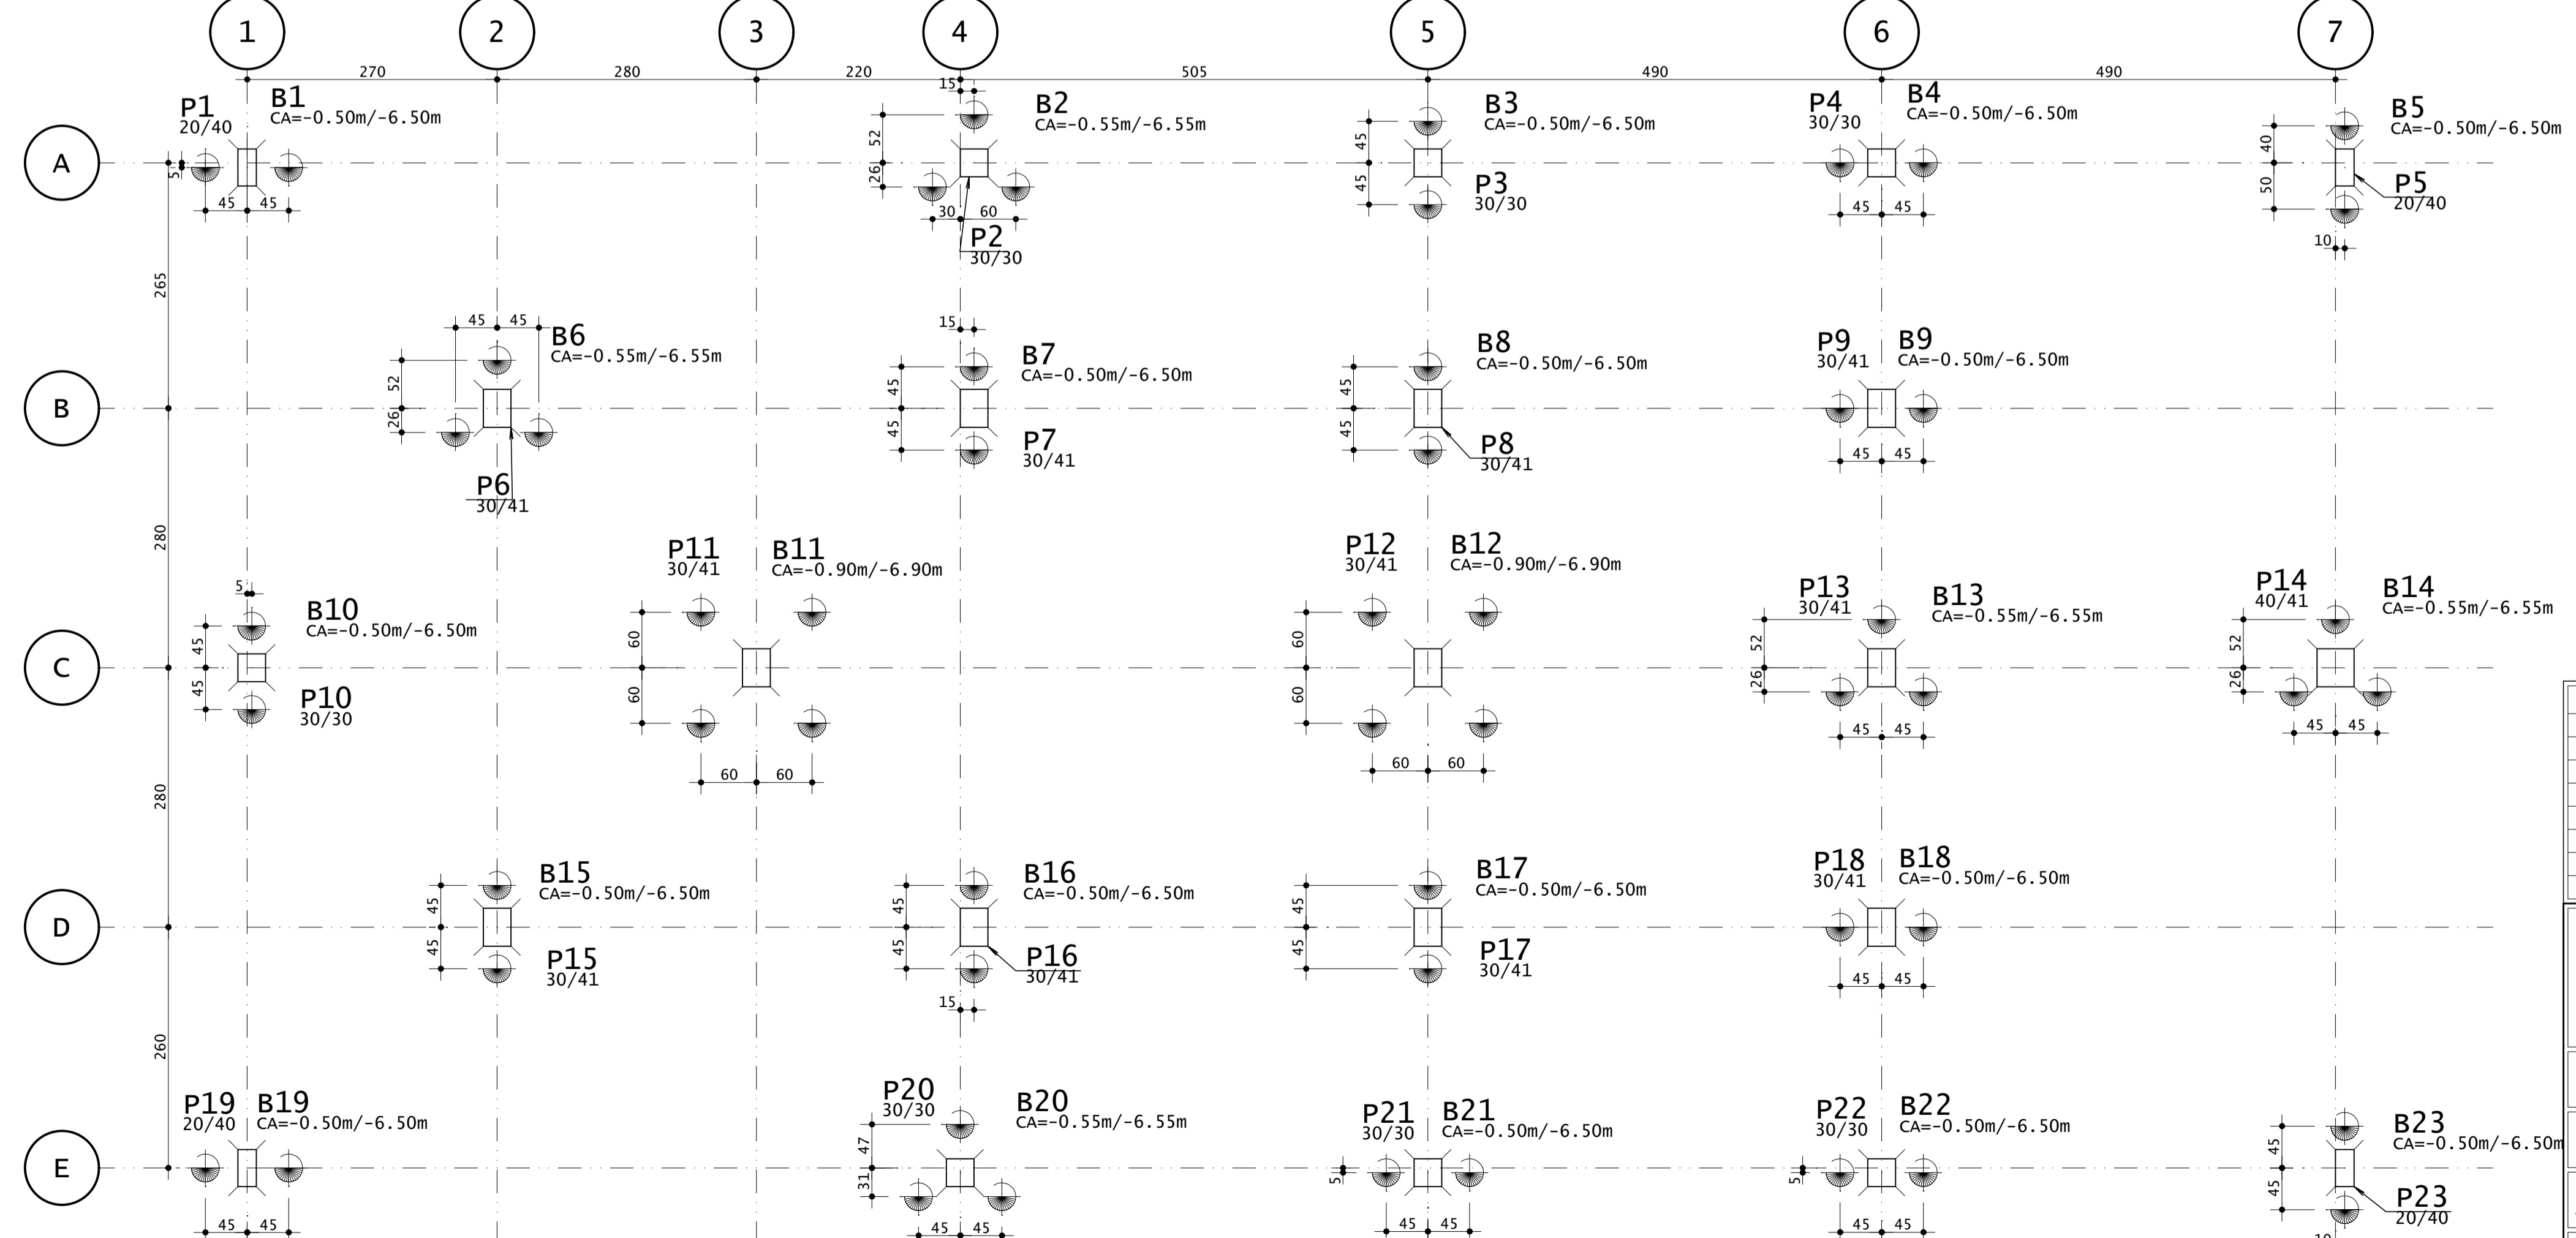 1 2 3 4 5 6 7
270 280 220 505 490 490
A
P1
20/40
B1
CA=-0.50m/-6.50m
5
45 45
15
52
26
30 60
B2
CA=-0.55m/-6.55m
P2
30/30
45
45
B3
CA=-0.50m/-6.50m
P3
30/30
P4
30/30
B4
CA=-0.50m/-6.50m
45 45
40
50
10
B5
CA=-0.50m/-6.50m
P5
20/40
265
B
45 45
52
26
B6
CA=-0.55m/-6.55m
P6
30/41
15
45
45
B7
CA=-0.50m/-6.50m
P7
30/41
45
45
B8
CA=-0.50m/-6.50m
P8
30/41
P9
30/41
B9
CA=-0.50m/-6.50m
45 45
280
C
5
45
45
B10
CA=-0.50m/-6.50m
P10
30/30
P11
30/41
B11
CA=-0.90m/-6.90m
60
60
60 60
P12
30/41
B12
CA=-0.90m/-6.90m
60
60
60 60
P13
30/41
B13
CA=-0.55m/-6.55m
52
26
45 45
P14
40/41
B14
CA=-0.55m/-6.55m
52
26
45 45
280
D
45
45
B15
CA=-0.50m/-6.50m
P15
30/41
45
45
B16
CA=-0.50m/-6.50m
P16
30/41
15
45
45
B17
CA=-0.50m/-6.50m
P17
30/41
P18
30/41
B18
CA=-0.50m/-6.50m
45 45
260
E
P19
20/40
B19
CA=-0.50m/-6.50m
45 45
P20
30/30
B20
CA=-0.55m/-6.55m
47
31
45 45
P21
30/30
B21
CA=-0.50m/-6.50m
5
45 45
P22
30/30
B22
CA=-0.50m/-6.50m
5
45 45
45
45
B23
CA=-0.50m/-6.50m
P23
20/40